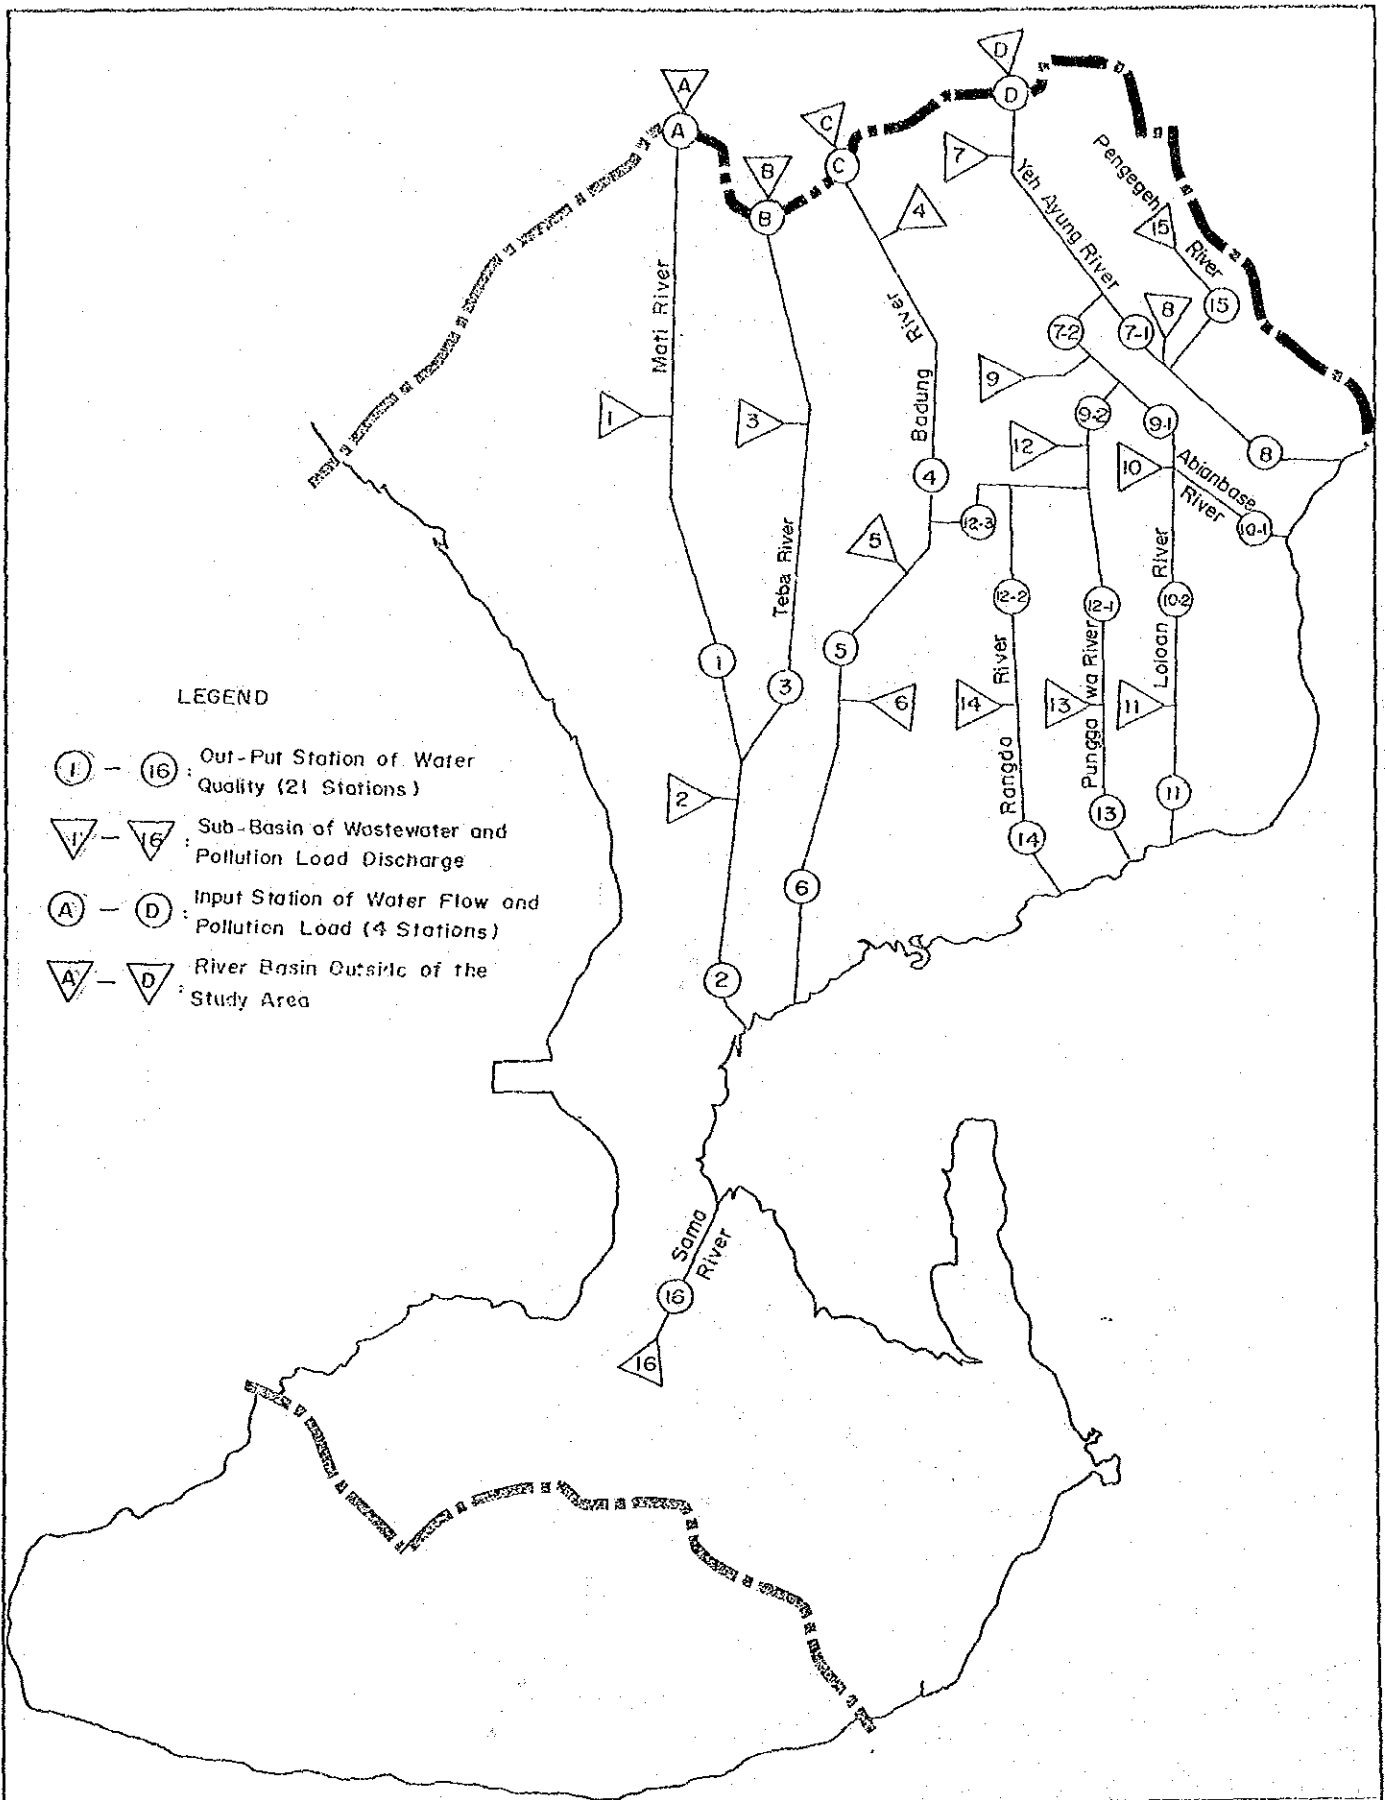 D
A
D
A
C
B
C
B
7
4
Pengegeh
River
15
Yeh Ayung River
15
8
7-2
7-1
Mati River
River
Badung
9
9-2
9-1
1
3
12
8
10
Abianbase
River
10-1
4
12-3
5
Teba River
River
Loloan
12-2
12-1
10-2
1
5
3
River
Rangda
Pungga wa River
6
14
13
11
2
11
13
14
6
2
LEGEND
1 - 16 : Out-Put Station of Water
Quality (21 Stations)
1 - 16 : Sub-Basin of Wastewater and
Pollution Load Discharge
A - D : Input Station of Water Flow and
Pollution Load (4 Stations)
A - D : River Basin Outside of the
Study Area
Sama
River
16
16